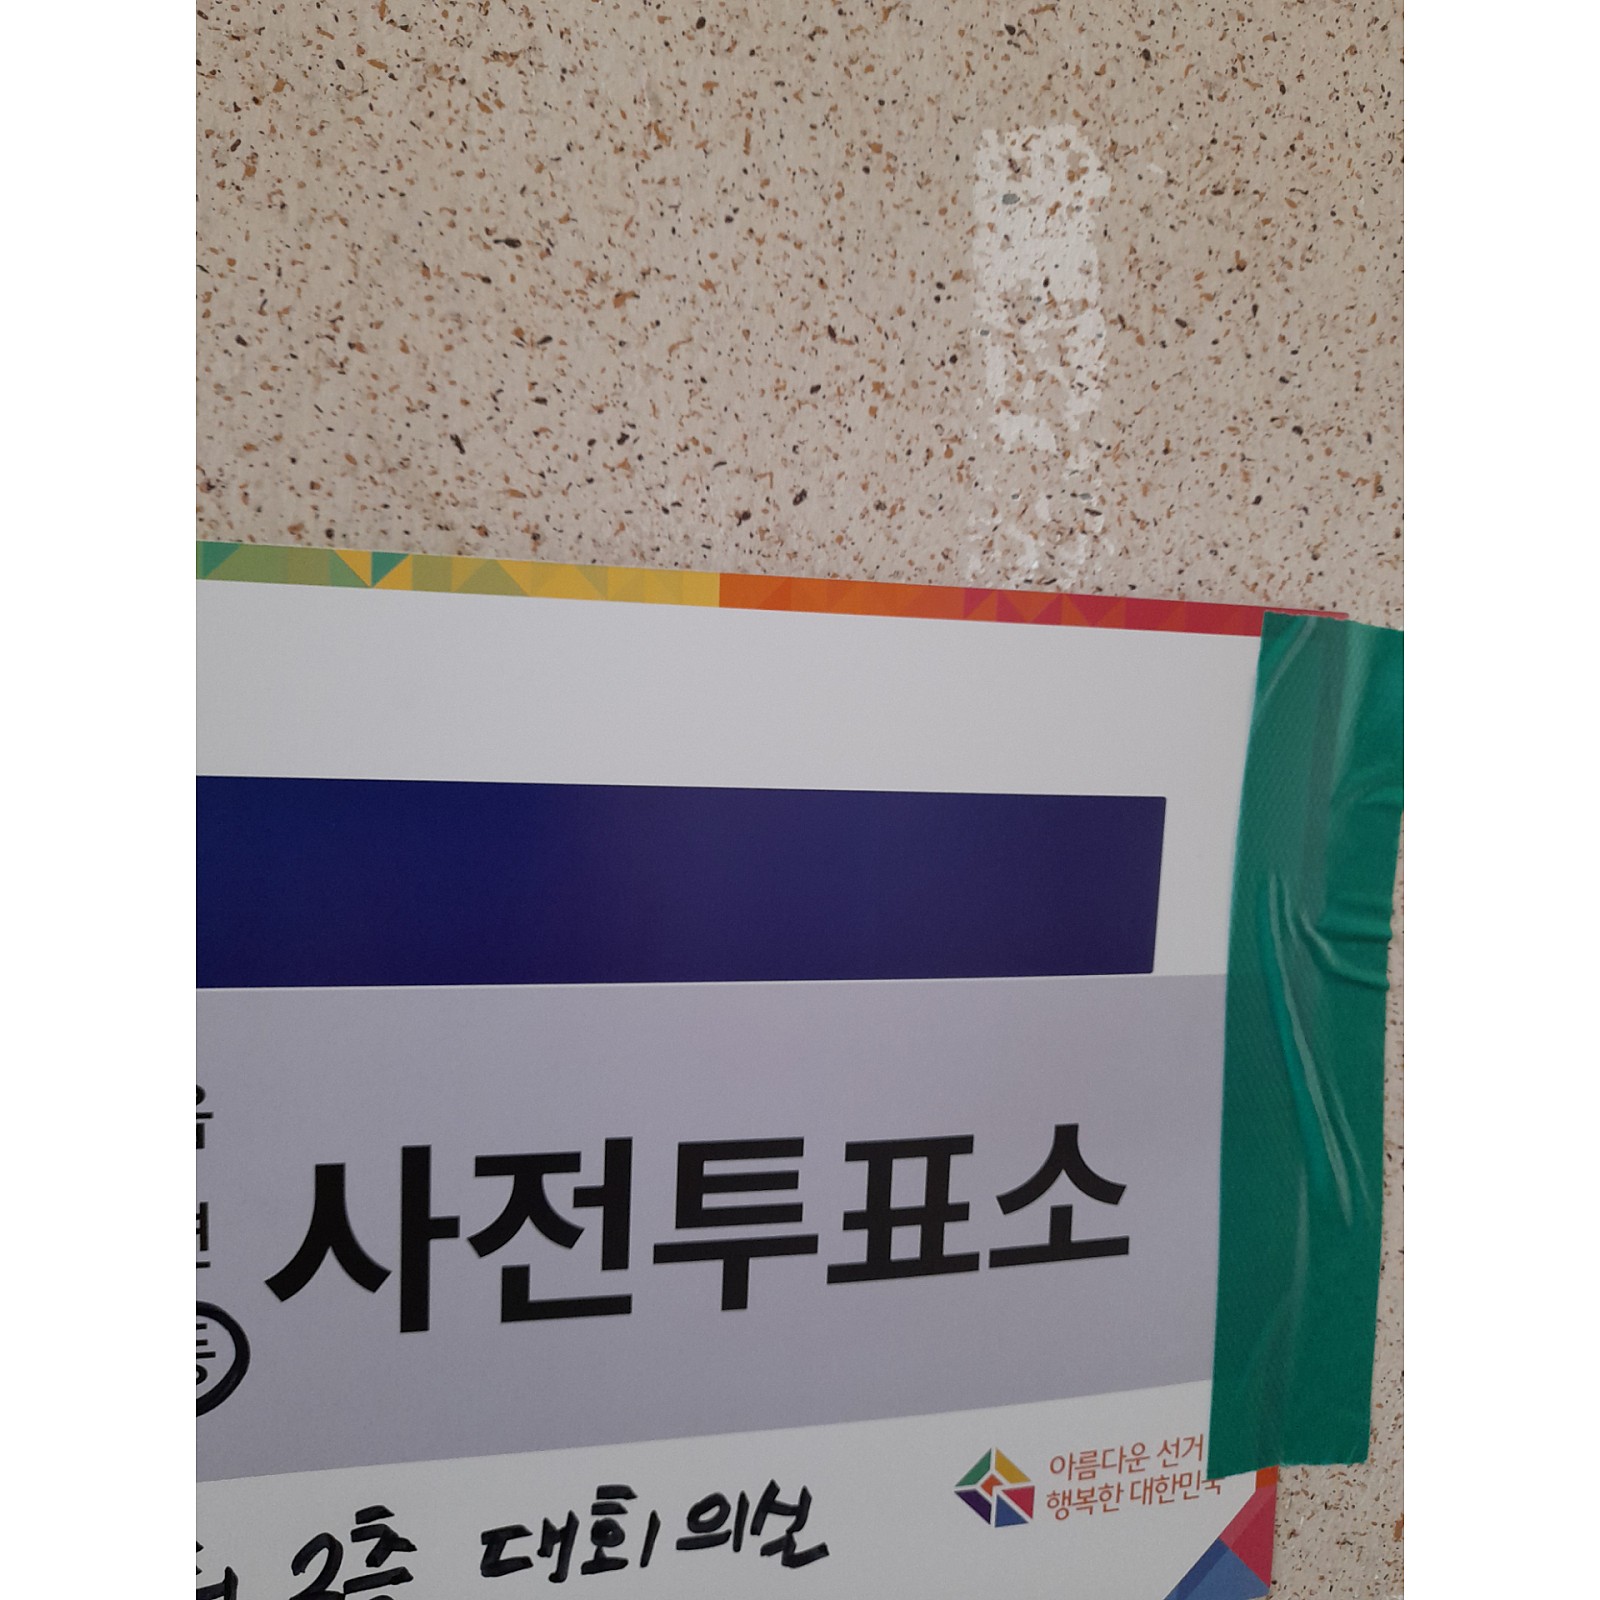 사전투표소
아름다운 선거
행복한 대한민국
2층 대회의실